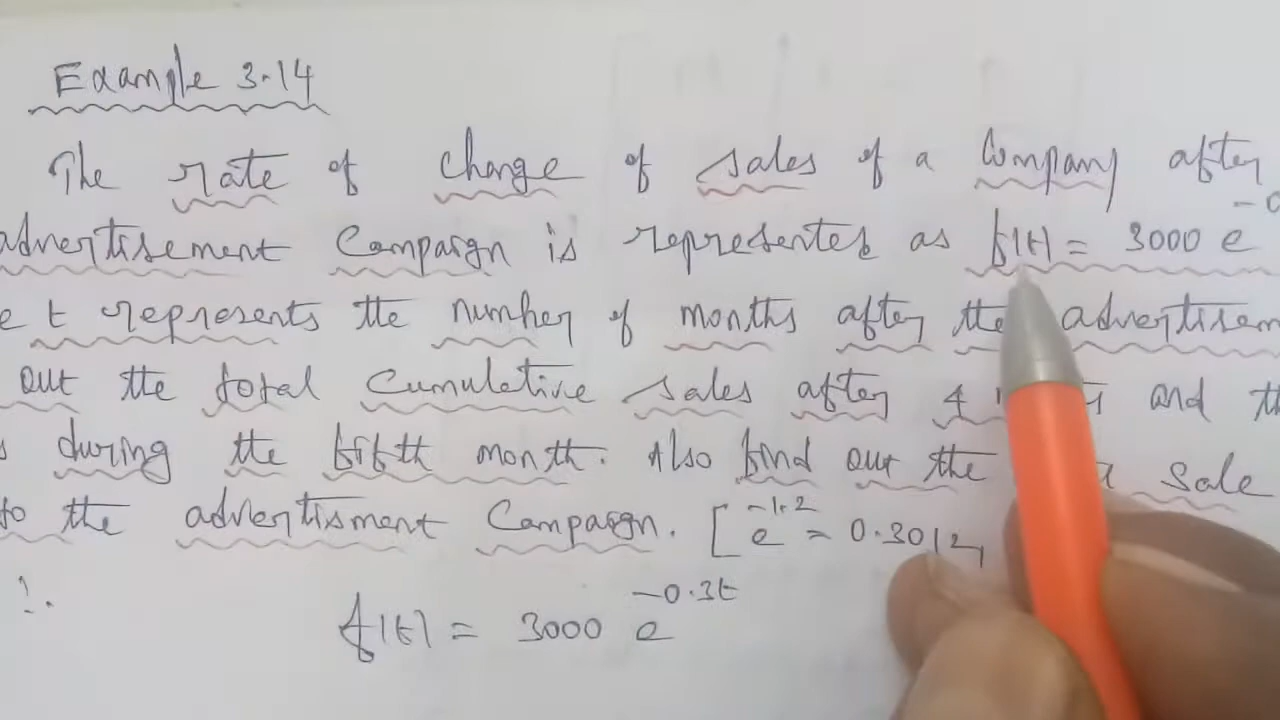 Example 3.14
The rate of change of sales of a Company after
advertisement Campaign is represented as f(t) = 3000 e^-0
e t represents the number of months after the advertisem
out the total Cumulative sales after 4 and th
s during the fifth month. Also find out the sale
to the advertisment Campaign. [e^-1.2 = 0.3012,
f(t) = 3000 e^-0.3t